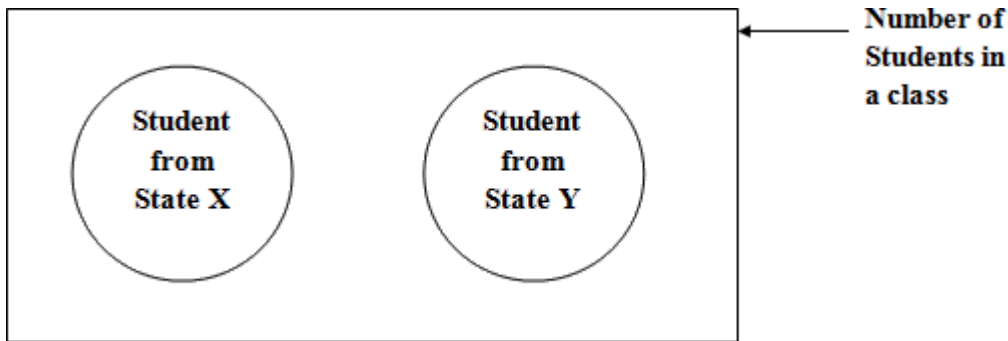 Number of
Students in
a class
Student
from
State X
Student
from
State Y